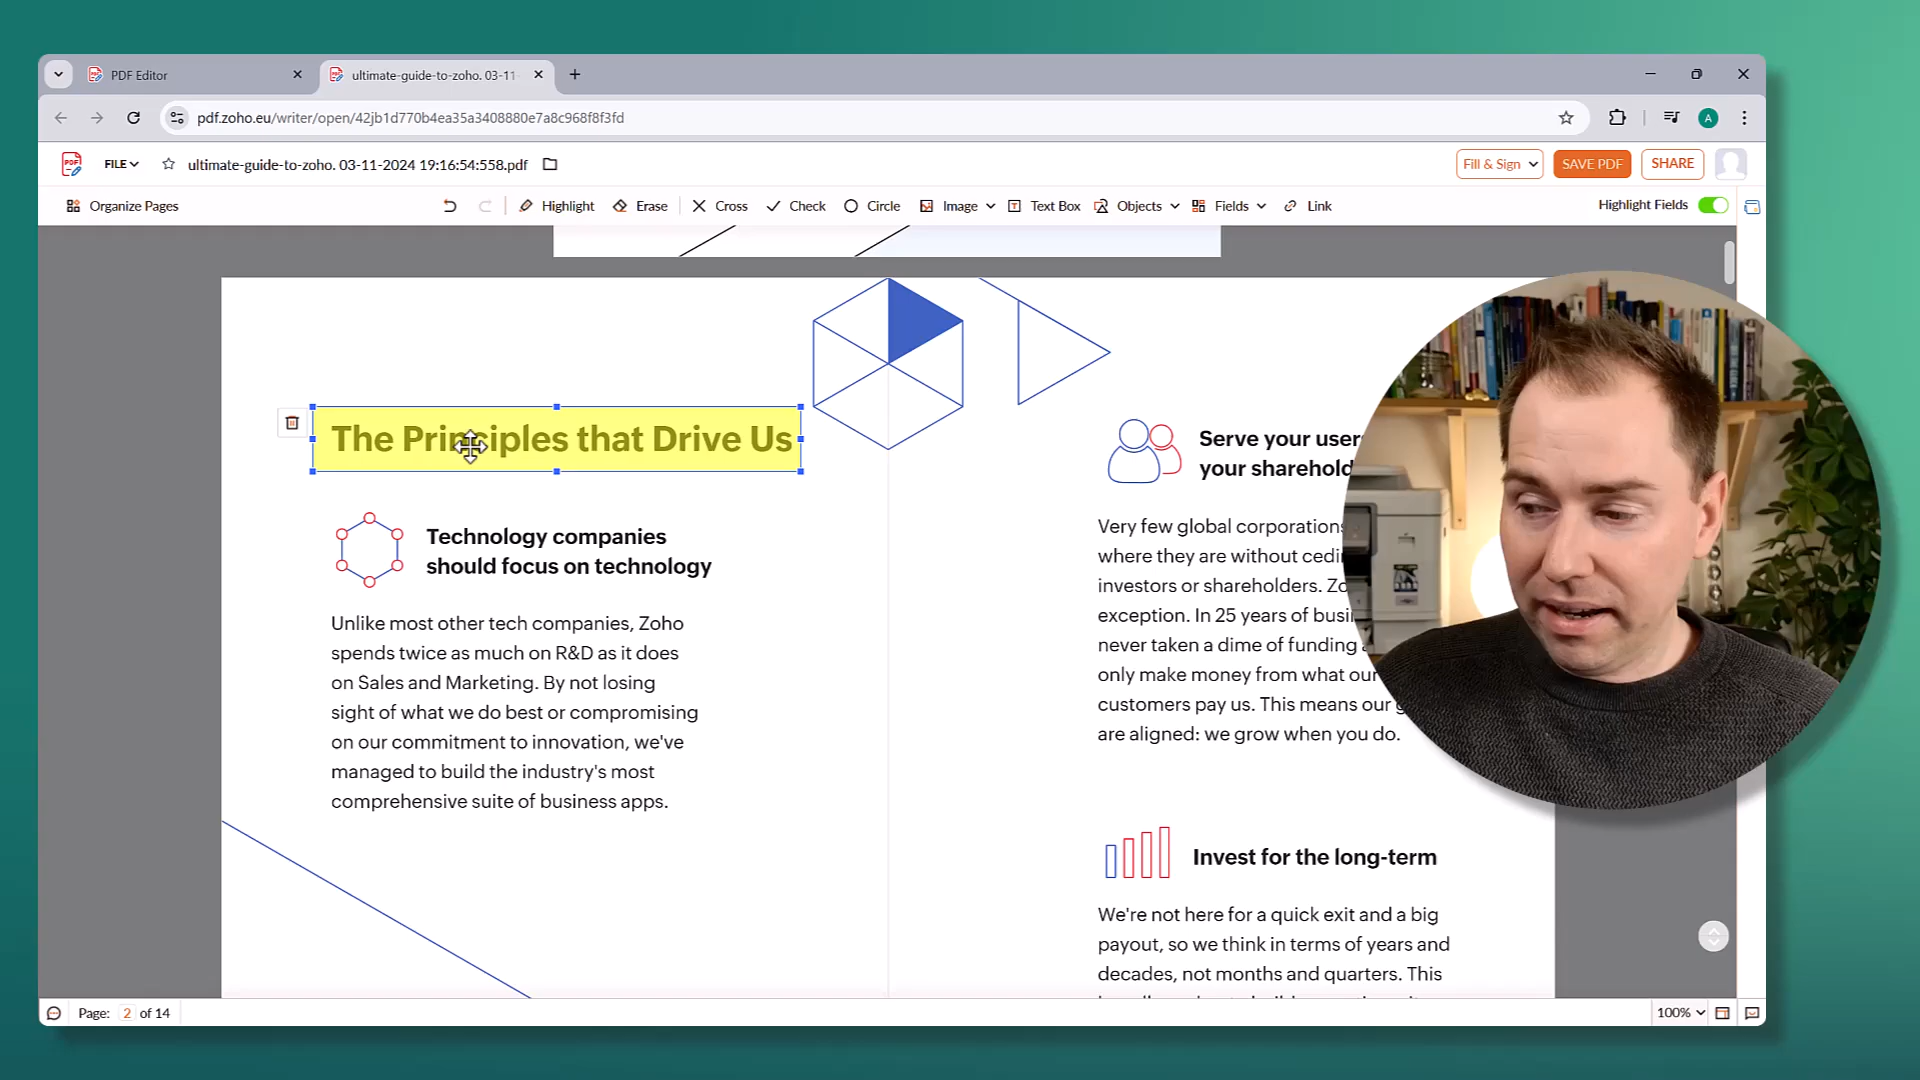 PDF Editor
ultimate-guide-to-zoho. 03-11-
pdf.zoho.eu/writer/open/42jb1d770b4ea35a3408880e7a8c968f8f3fd
A
PDF
FILE
ultimate-guide-to-zoho. 03-11-2024 19:16:54:558.pdf
Fill & Sign
SAVE PDF
SHARE
Organize Pages
Highlight
Erase
Cross
Check
Circle
Image
Text Box
Objects
Fields
Link
Highlight Fields
The Principles that Drive Us
Technology companies
should focus on technology
Unlike most other tech companies, Zoho
spends twice as much on R&D as it does
on Sales and Marketing. By not losing
sight of what we do best or compromising
on our commitment to innovation, we've
managed to build the industry's most
comprehensive suite of business apps.
Serve your user
your sharehold
Very few global corporations
where they are without
investors or shareholders.
exception. In 25 years of
never taken a dime of funding
only make money from what our
customers pay us. This means our
are aligned: we grow when you do.
Invest for the long-term
We're not here for a quick exit and a big
payout, so we think in terms of years and
decades, not months and quarters. This
Page: 2 of 14
100%